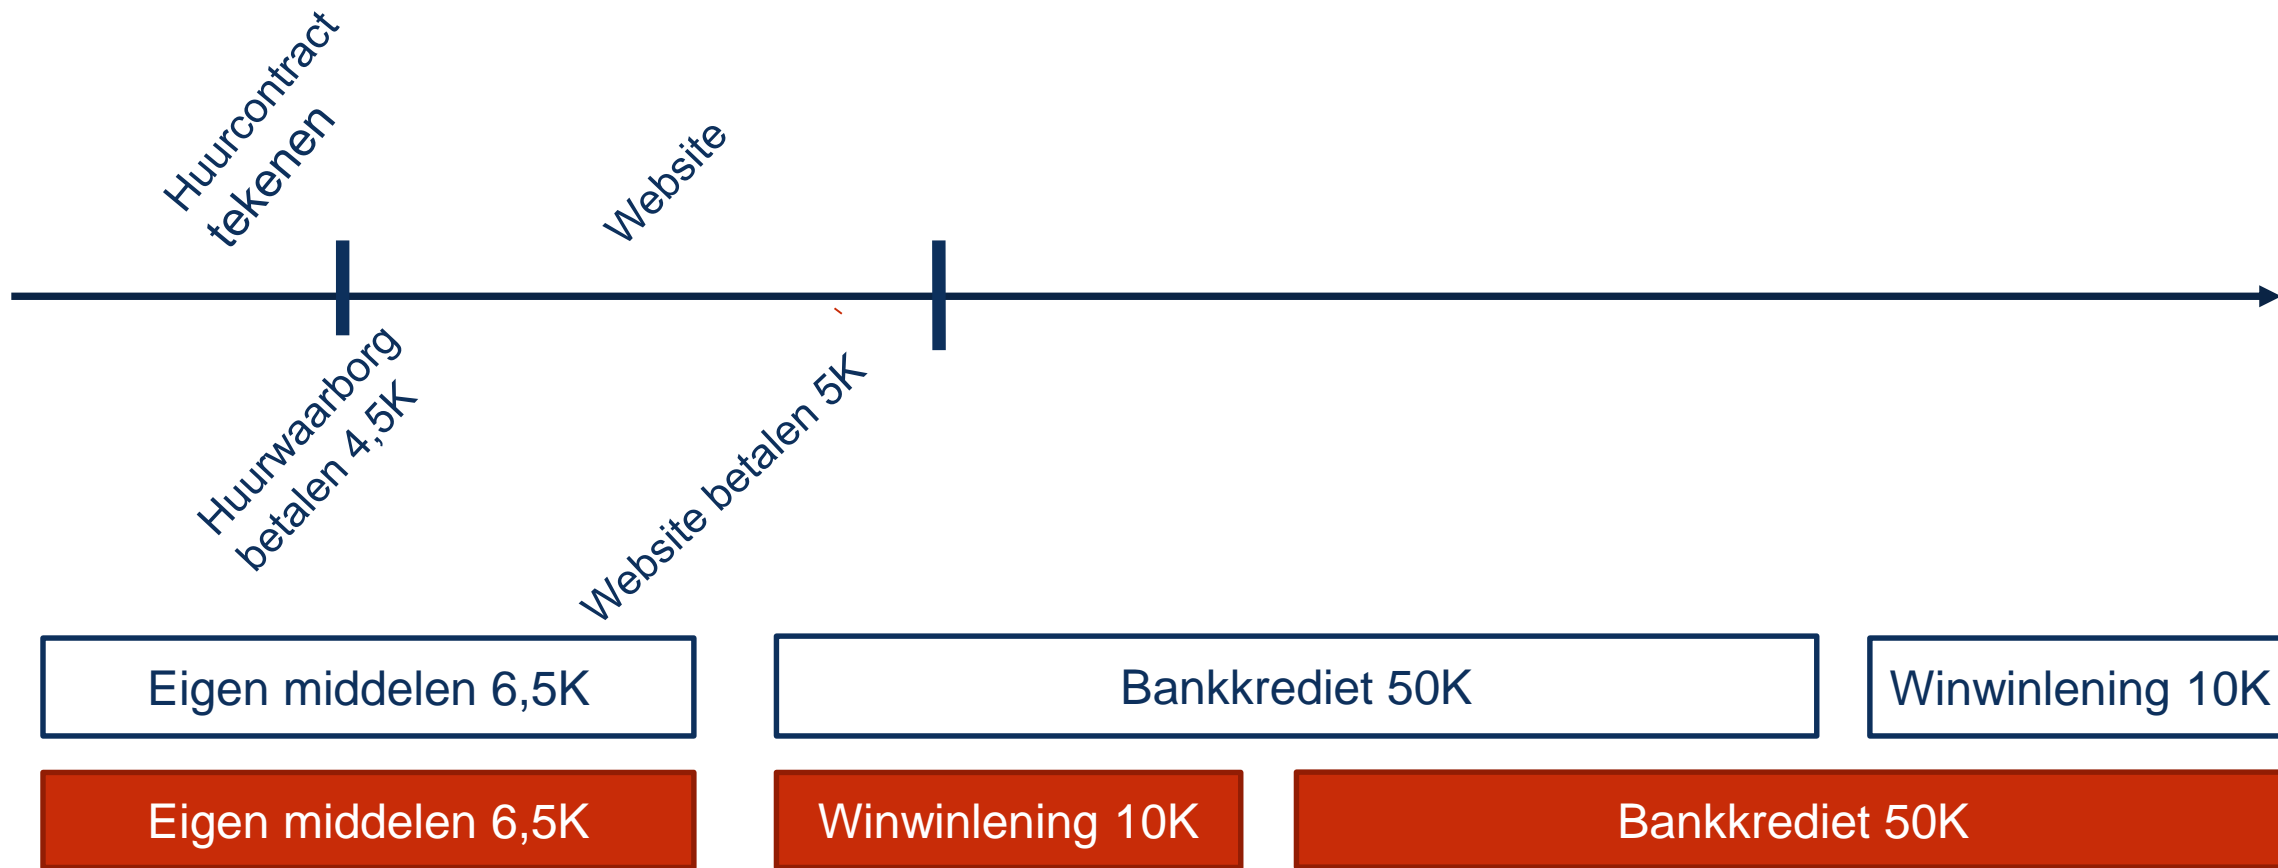 Huurcontract
tekenen
Website
Huurwaarborg
betalen 4,5K
Website betalen 5K
Eigen middelen 6,5K
Bankkrediet 50K
Winwinlening 10K
Eigen middelen 6,5K
Winwinlening 10K
Bankkrediet 50K